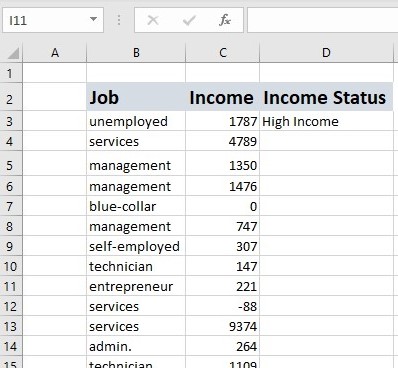 I11 fx
A B C D
1
2 Job Income Income Status
3 unemployed 1787 High Income
4 services 4789
5 management 1350
6 management 1476
7 blue-collar 0
8 management 747
9 self-employed 307
10 technician 147
11 entrepreneur 221
12 services -88
13 services 9374
14 admin. 264
15 technician 1109